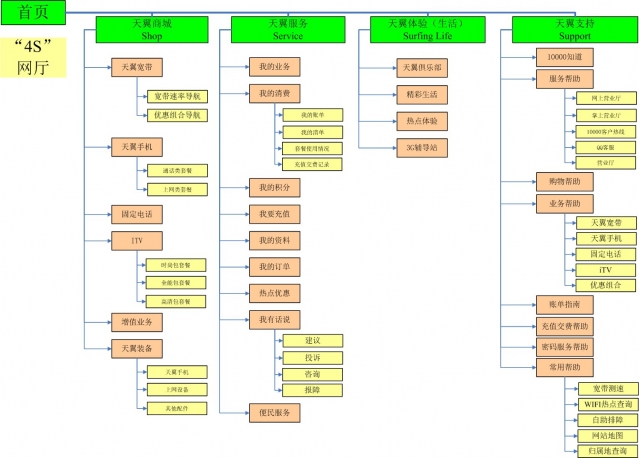 首页
“4S”
网厅
天翼商城
Shop
天翼宽带
宽带速率导航
优惠组合导航
天翼手机
通话类套餐
上网类套餐
固定电话
ITV
时尚包套餐
全能包套餐
高清包套餐
增值业务
天翼装备
天翼手机
上网设备
其他配件
天翼服务
Service
我的业务
我的消费
我的账单
我的清单
套餐使用情况
充值交费记录
我的积分
我要充值
我的资料
我的订单
热点优惠
我有话说
建议
投诉
咨询
报障
便民服务
天翼体验（生活）
Surfing Life
天翼俱乐部
精彩生活
热点体验
3G辅导站
天翼支持
Support
10000知道
服务帮助
网上营业厅
掌上营业厅
10000客户热线
QQ客服
营业厅
购物帮助
业务帮助
天翼宽带
天翼手机
固定电话
iTV
优惠组合
账单指南
充值交费帮助
密码服务帮助
常用帮助
宽带测速
WIFI热点查询
自助排障
网站地图
归属地查询